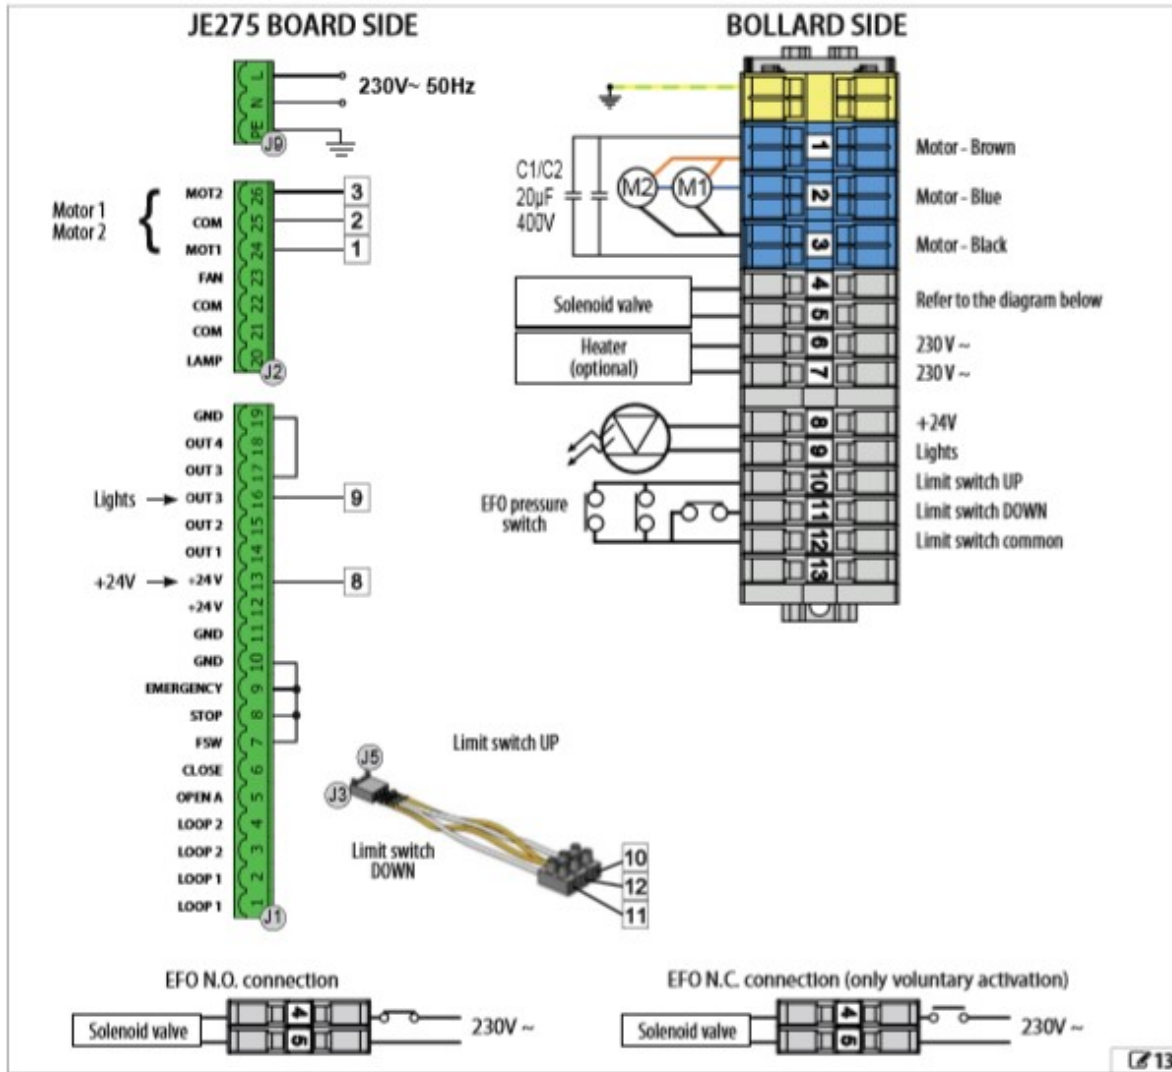 JE275 BOARD SIDE
L
N
PE
J9
230V~ 50Hz
Motor 1
Motor 2
MOT2 26 3
COM 25 2
MOT1 24 1
FAN 23
COM 22
COM 21
LAMP 20
J2
GND 19
OUT 4 18
OUT 3 17
Lights OUT 3 16 9
OUT 2 15
OUT 1 14
+24V +24 V 13 8
+24 V 12
GND 11
GND 10
EMERGENCY 9
STOP 8
FSW 7
CLOSE 6
OPEN A 5
LOOP 2 4
LOOP 2 3
LOOP 1 2
LOOP 1 1
J1
BOLLARD SIDE
C1/C2
20µF
400V
M2 M1
1 Motor - Brown
2 Motor - Blue
3 Motor - Black
Solenoid valve
4
5
Refer to the diagram below
Heater
(optional)
6 230 V ~
7 230 V ~
8 +24V
9 Lights
EFO pressure
switch
10 Limit switch UP
11 Limit switch DOWN
12 Limit switch common
13
Limit switch UP
J5
J3
Limit switch
DOWN
10
12
11
EFO N.O. connection
Solenoid valve
4
5
230V ~
EFO N.C. connection (only voluntary activation)
Solenoid valve
4
5
230V ~
13